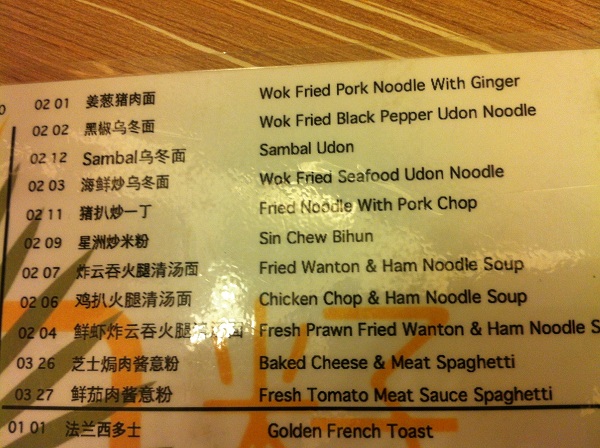 02 01 姜葱猪肉面 Wok Fried Pork Noodle With Ginger
02 02 黑椒乌冬面 Wok Fried Black Pepper Udon Noodle
02 12 Sambal乌冬面 Sambal Udon
02 03 海鲜炒乌冬面 Wok Fried Seafood Udon Noodle
02 11 猪扒炒一丁 Fried Noodle With Pork Chop
02 09 星洲炒米粉 Sin Chew Bihun
02 07 炸云吞火腿清汤面 Fried Wanton & Ham Noodle Soup
02 06 鸡扒火腿清汤面 Chicken Chop & Ham Noodle Soup
02 04 鲜虾炸云吞火腿清汤面 Fresh Prawn Fried Wanton & Ham Noodle S
03 26 芝士焗肉酱意粉 Baked Cheese & Meat Spaghetti
03 27 鲜茄肉酱意粉 Fresh Tomato Meat Sauce Spaghetti
01 01 法兰西多士 Golden French Toast